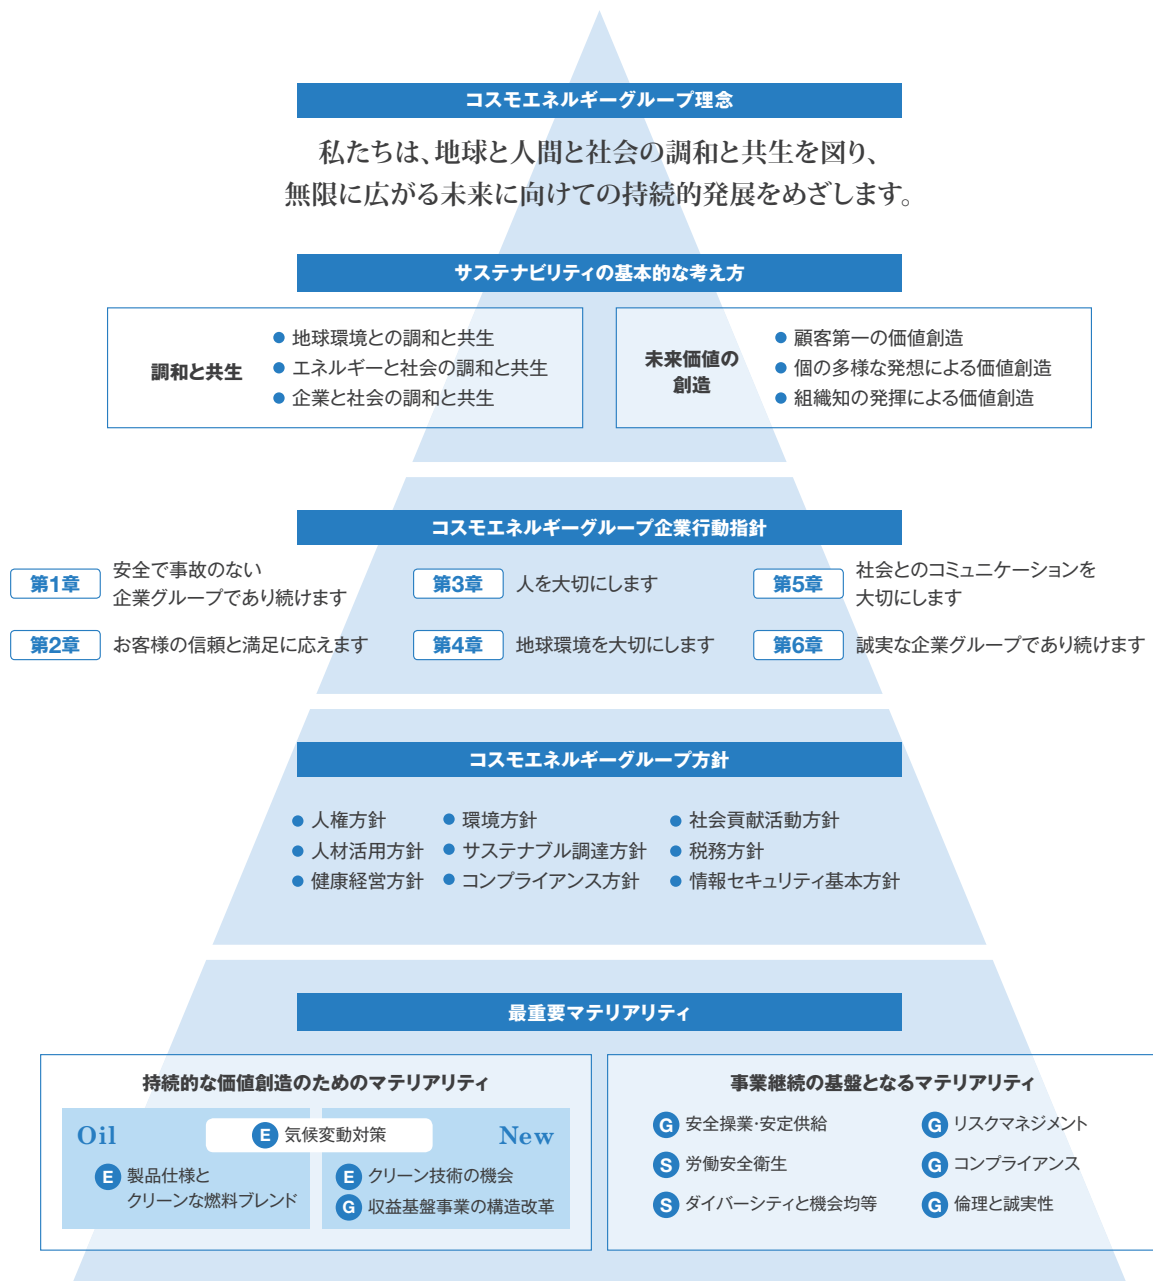 コスモエネルギーグループ理念
私たちは、地球と人間と社会の調和と共生を図り、
無限に広がる未来に向けての持続的発展をめざします。
サステナビリティの基本的な考え方
調和と共生
● 地球環境との調和と共生
● エネルギーと社会の調和と共生
● 企業と社会の調和と共生
未来価値の
創造
● 顧客第一の価値創造
● 個の多様な発想による価値創造
● 組織知の発揮による価値創造
コスモエネルギーグループ企業行動指針
第1章
安全で事故のない
企業グループであり続けます
第2章 お客様の信頼と満足に応えます
第3章 人を大切にします
第4章 地球環境を大切にします
第5章
社会とのコミュニケーションを
大切にします
第6章 誠実な企業グループであり続けます
コスモエネルギーグループ方針
● 人権方針
● 人材活用方針
● 健康経営方針
● 環境方針
● サステナブル調達方針
● コンプライアンス方針
● 社会貢献活動方針
● 税務方針
● 情報セキュリティ基本方針
最重要マテリアリティ
持続的な価値創造のためのマテリアリティ
Oil
E 気候変動対策
New
E 製品仕様と
クリーンな燃料ブレンド
E クリーン技術の機会
G 収益基盤事業の構造改革
事業継続の基盤となるマテリアリティ
G 安全操業・安定供給
S 労働安全衛生
S ダイバーシティと機会均等
G リスクマネジメント
G コンプライアンス
G 倫理と誠実性